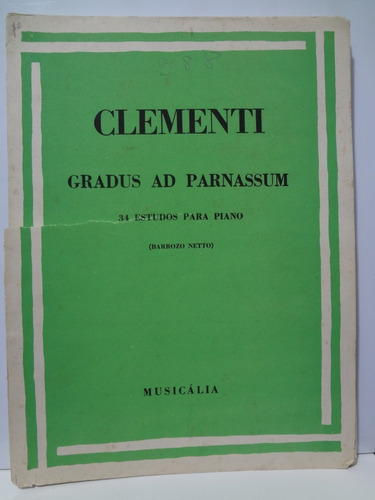 CLEMENTI
GRADUS AD PARNASSUM
34 ESTUDOS PARA PIANO
(BARROZO NETTO)
MUSICÁLIA